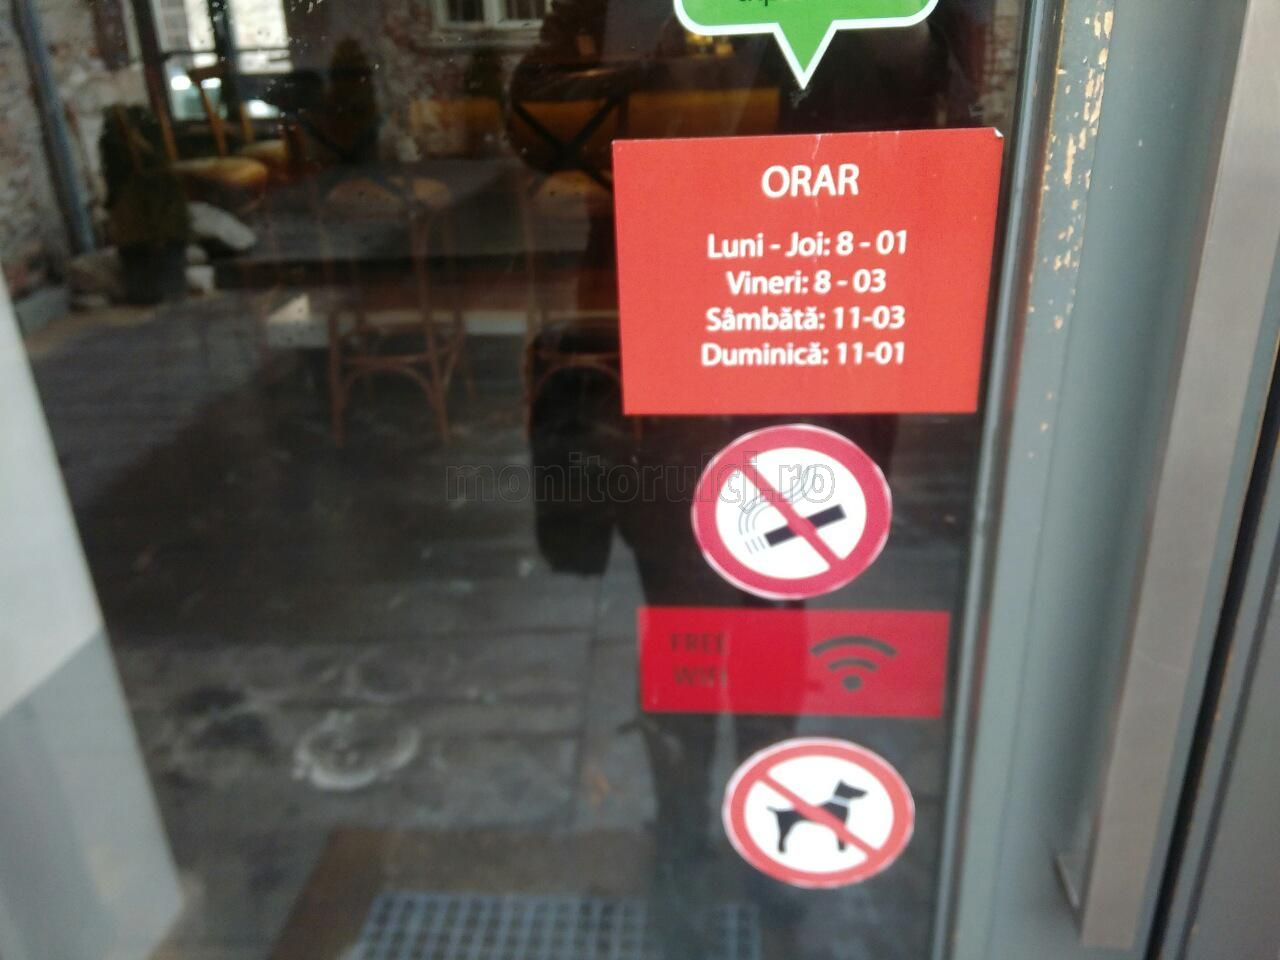 ORAR
Luni - Joi: 8 - 01
Vineri: 8 - 03
Sâmbătă: 11-03
Duminică: 11-01
monitorulcj.ro
FREE
WIFI